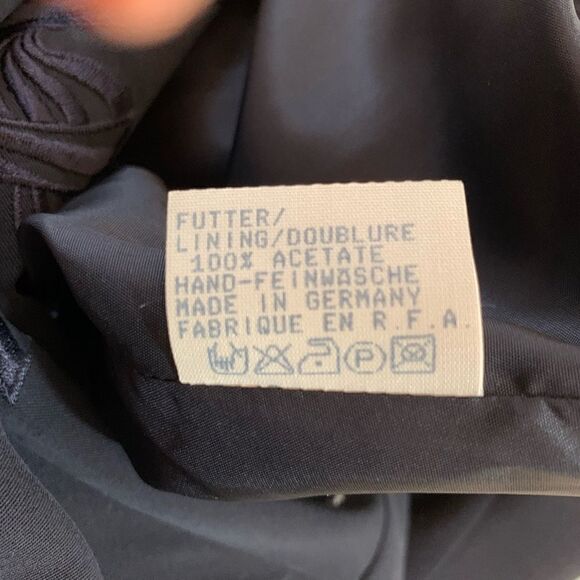 FUTTER/
LINING/DOUBLURE
100% ACETATE
HAND-FEINWÄSCHE
MADE IN GERMANY
FABRIQUE EN R.F.A.
P